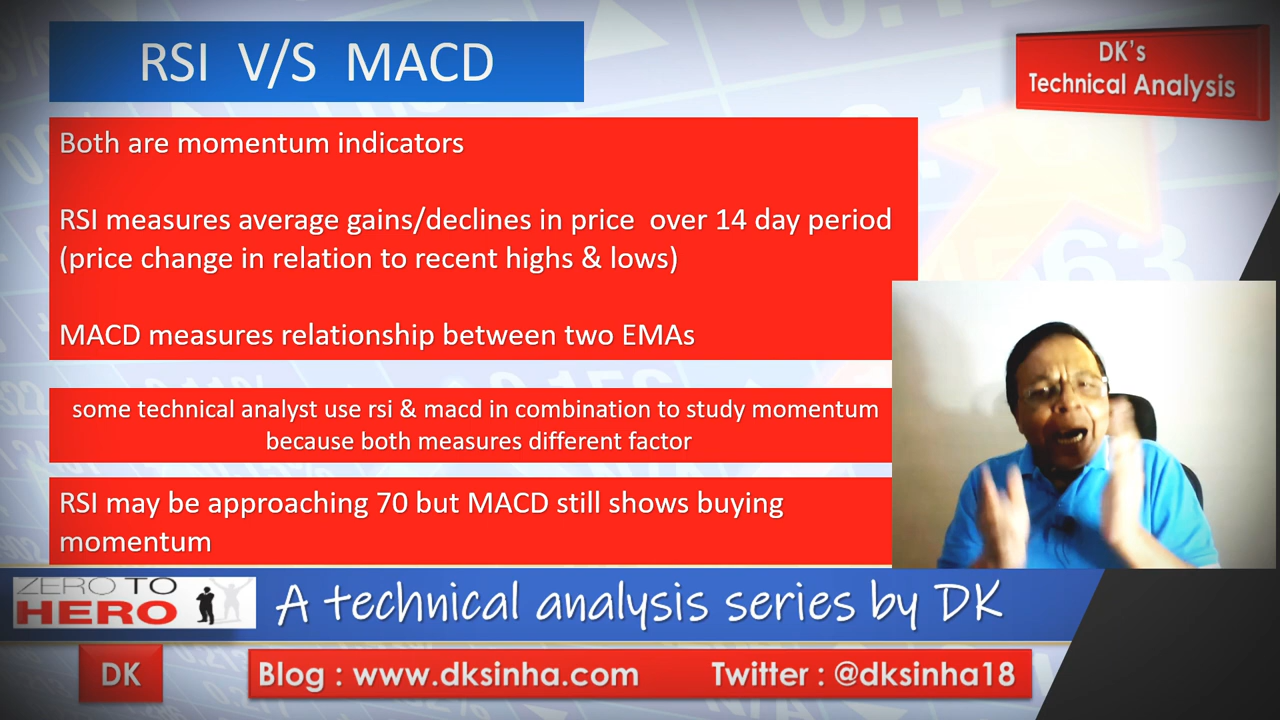 RSI V/S MACD
DK's
Technical Analysis
Both are momentum indicators
RSI measures average gains/declines in price over 14 day period
(price change in relation to recent highs & lows)
MACD measures relationship between two EMAs
some technical analyst use rsi & macd in combination to study momentum
because both measures different factor
RSI may be approaching 70 but MACD still shows buying
momentum
ZERO TO
HERO
A technical analysis series by DK
DK
Blog : www.dksinha.com
Twitter : @dksinha18